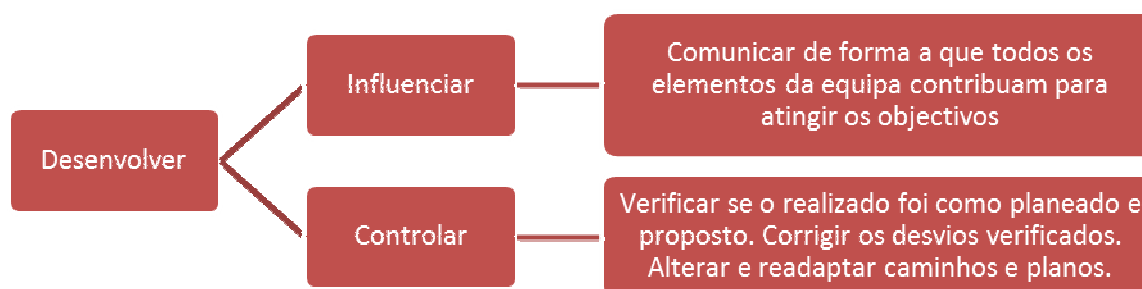 Desenvolver
Influenciar
Comunicar de forma a que todos os
elementos da equipa contribuam para
atingir os objectivos
Controlar
Verificar se o realizado foi como planeado e
proposto. Corrigir os desvios verificados.
Alterar e readaptar caminhos e planos.